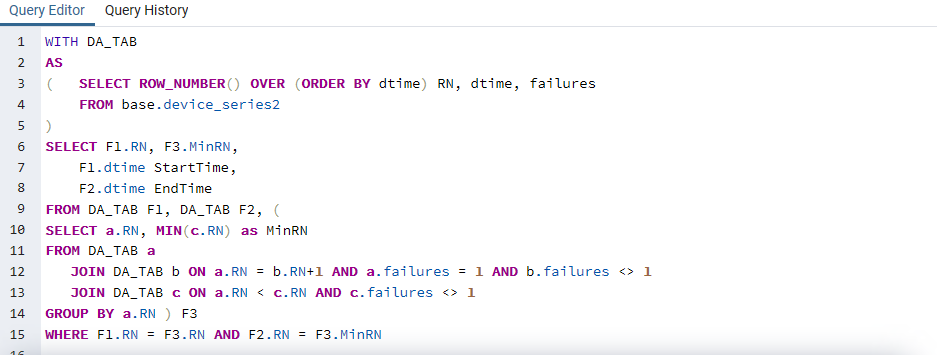 Query Editor Query History
1 WITH DA_TAB
2 AS
3 ( SELECT ROW_NUMBER() OVER (ORDER BY dtime) RN, dtime, failures
4 FROM base.device_series2
5 )
6 SELECT F1.RN, F3.MinRN,
7 F1.dtime StartTime,
8 F2.dtime EndTime
9 FROM DA_TAB F1, DA_TAB F2, (
10 SELECT a.RN, MIN(c.RN) as MinRN
11 FROM DA_TAB a
12 JOIN DA_TAB b ON a.RN = b.RN+1 AND a.failures = 1 AND b.failures <> 1
13 JOIN DA_TAB c ON a.RN < c.RN AND c.failures <> 1
14 GROUP BY a.RN ) F3
15 WHERE F1.RN = F3.RN AND F2.RN = F3.MinRN
16